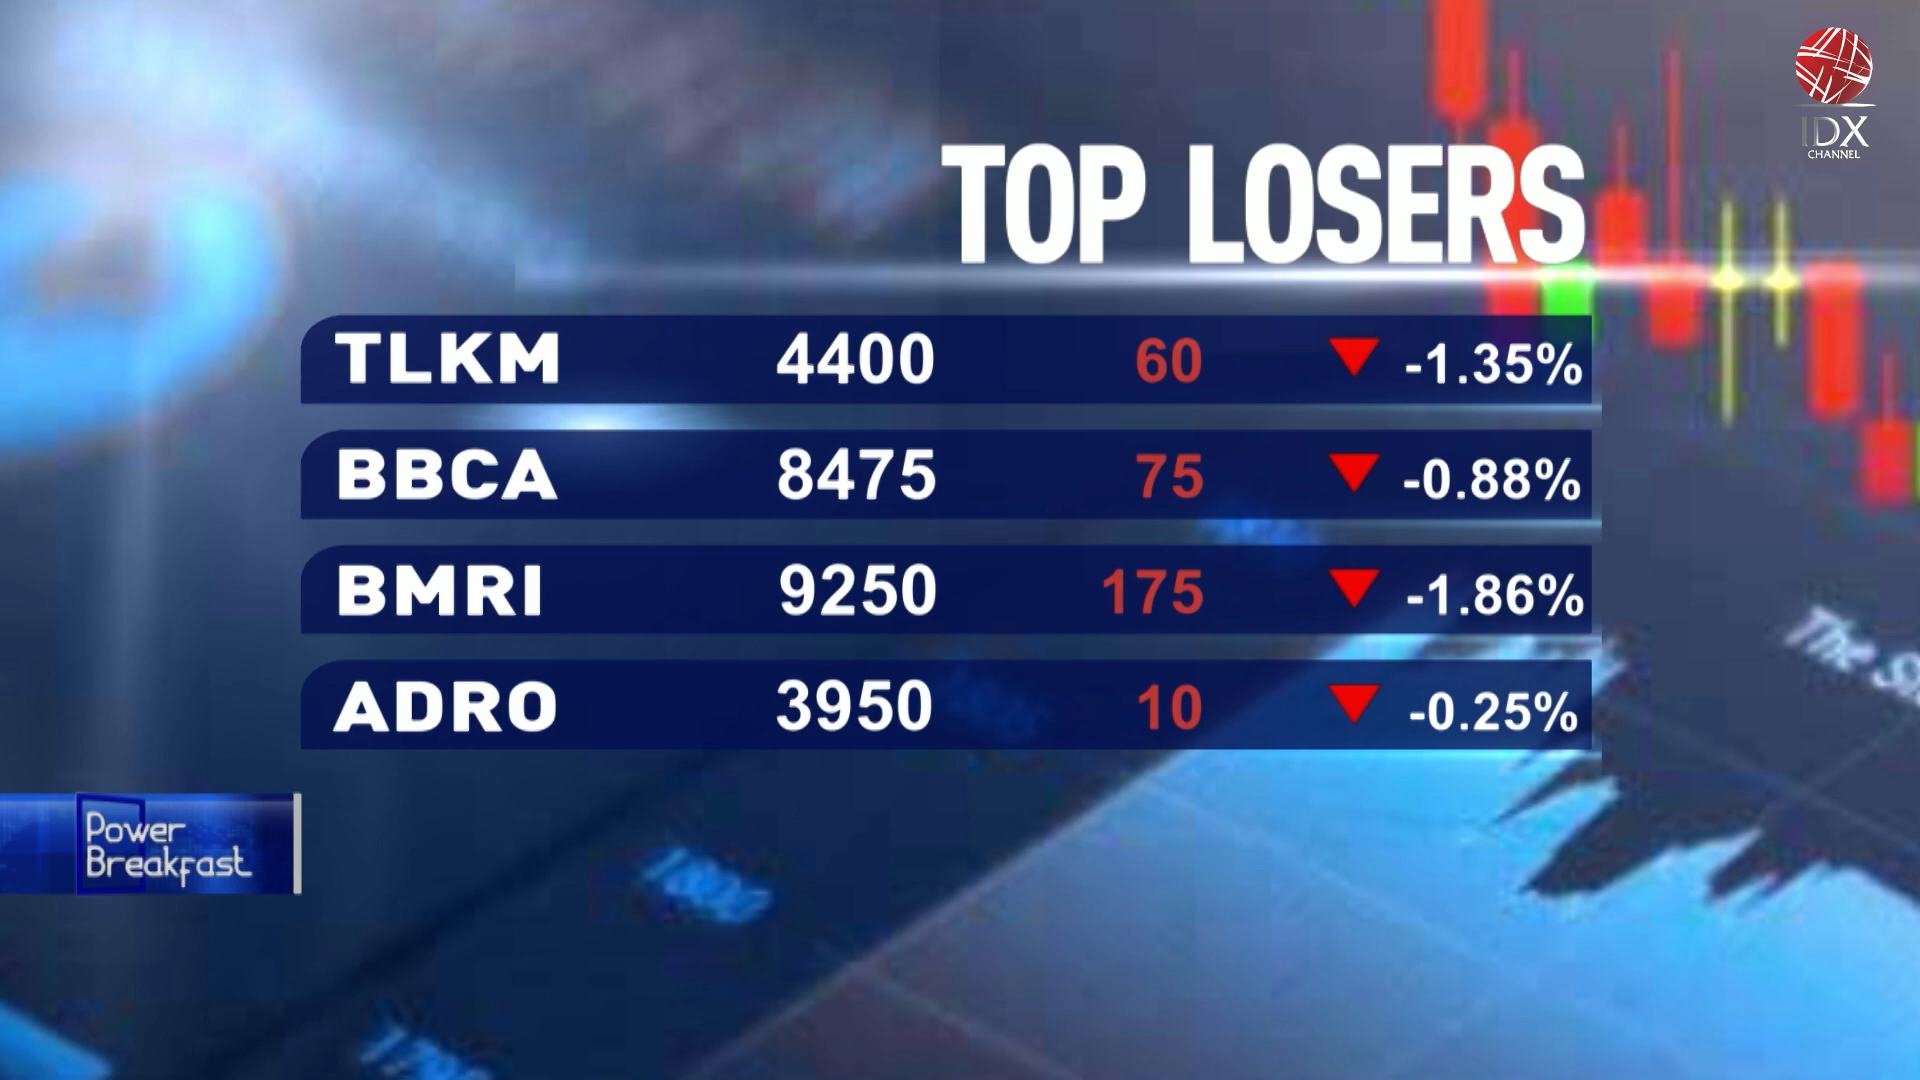 IDX
CHANNEL
TOP LOSERS
TLKM 4400 60 -1.35%
BBCA 8475 75 -0.88%
BMRI 9250 175 -1.86%
ADRO 3950 10 -0.25%
The
Power
Breakfast